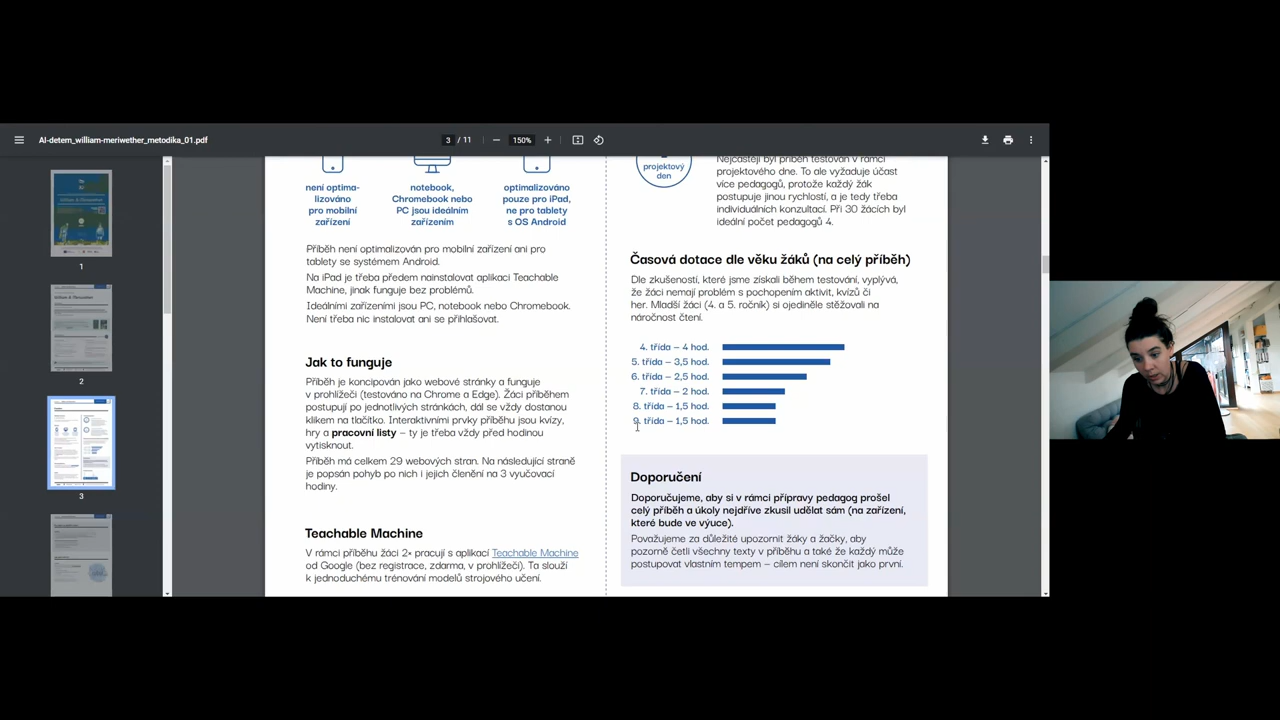 AI-detem_william-meriwether_metodika_01.pdf
3 / 11
150%
1
2
3
není optima-
lizováno
pro mobilní
zařízení
notebook,
Chromebook nebo
PC jsou ideálním
zařízením
optimalizováno
pouze pro iPad,
ne pro tablety
s OS Android
Příběh není optimalizován pro mobilní zařízení ani pro
tablety se systémem Android.
Na iPad je třeba předem nainstalovat aplikaci Teachable
Machine, jinak funguje bez problémů.
Ideálními zařízeními jsou PC, notebook nebo Chromebook.
Není třeba nic instalovat ani se přihlašovat.
Jak to funguje
Příběh je koncipován jako webové stránky a funguje
v prohlížeči (testováno na Chrome a Edge). Žáci příběhem
postupují po jednotlivých stránkách, dál se vždy dostanou
klikem na tlačítko. Interaktivními prvky příběhu jsou kvízy,
hry a pracovní listy – ty je třeba vždy před hodinou
vytisknout.
Příběh má celkem 29 webových stran. Na následující straně
je popsán pohyb po nich i jejich členění na 3 vyučovací
hodiny.
Teachable Machine
V rámci příběhu žáci 2× pracují s aplikací Teachable Machine
od Google (bez registrace, zdarma, v prohlížeči). Ta slouží
k jednoduchému trénování modelů strojového učení.
projektový
den
Nejčastěji byl příběh testován v rámci
projektového dne. To ale vyžaduje účast
více pedagogů, protože každý žák
postupuje jinou rychlostí, a je tedy třeba
individuálních konzultací. Při 30 žácích byl
ideální počet pedagogů 4.
Časová dotace dle věku žáků (na celý příběh)
Dle zkušeností, které jsme získali během testování, vyplývá,
že žáci nemají problém s pochopením aktivit, kvízů či
her. Mladší žáci (4. a 5. ročník) si ojediněle stěžovali na
náročnost čtení.
4. třída – 4 hod.
5. třída – 3,5 hod.
6. třída – 2,5 hod.
7. třída – 2 hod.
8. třída – 1,5 hod.
9. třída – 1,5 hod.
Doporučení
Doporučujeme, aby si v rámci přípravy pedagog prošel
celý příběh a úkoly nejdříve zkusil udělat sám (na zařízení,
které bude ve výuce).
Považujeme za důležité upozornit žáky a žačky, aby
pozorně četli všechny texty v příběhu a také že každý může
postupovat vlastním tempem – cílem není skončit jako první.